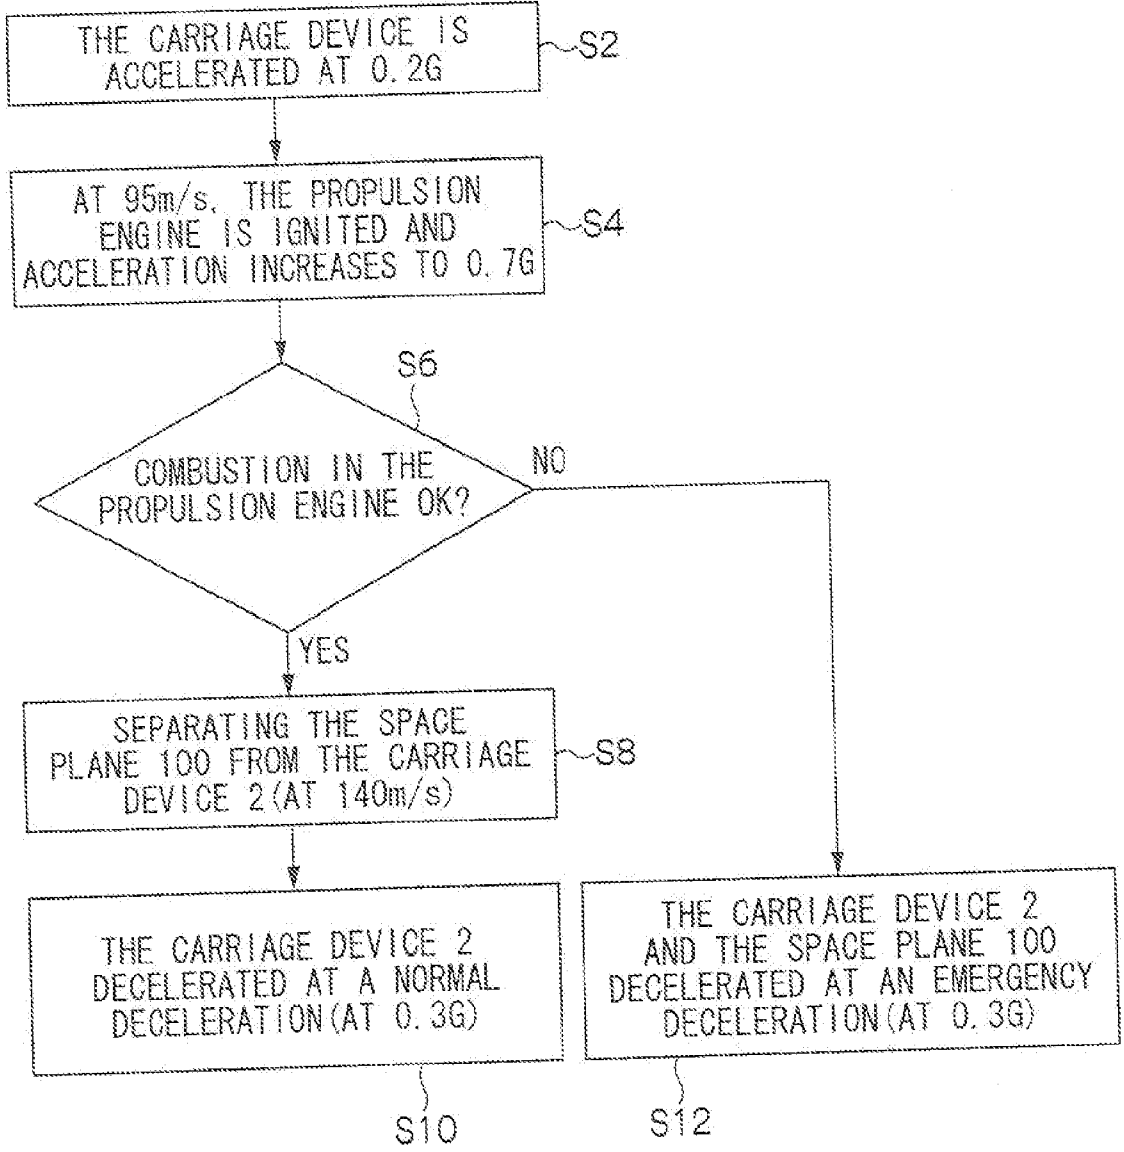 THE CARRIAGE DEVICE IS
ACCELERATED AT 0.2G
S2
AT 95m/s, THE PROPULSION
ENGINE IS IGNITED AND
ACCELERATION INCREASES TO 0.7G
S4
S6
COMBUSTION IN THE
PROPULSION ENGINE OK?
NO
YES
SEPARATING THE SPACE
PLANE 100 FROM THE CARRIAGE
DEVICE 2(AT 140m/s)
S8
THE CARRIAGE DEVICE 2
DECELERATED AT A NORMAL
DECELERATION(AT 0.3G)
S10
THE CARRIAGE DEVICE 2
AND THE SPACE PLANE 100
DECELERATED AT AN EMERGENCY
DECELERATION(AT 0.3G)
S12